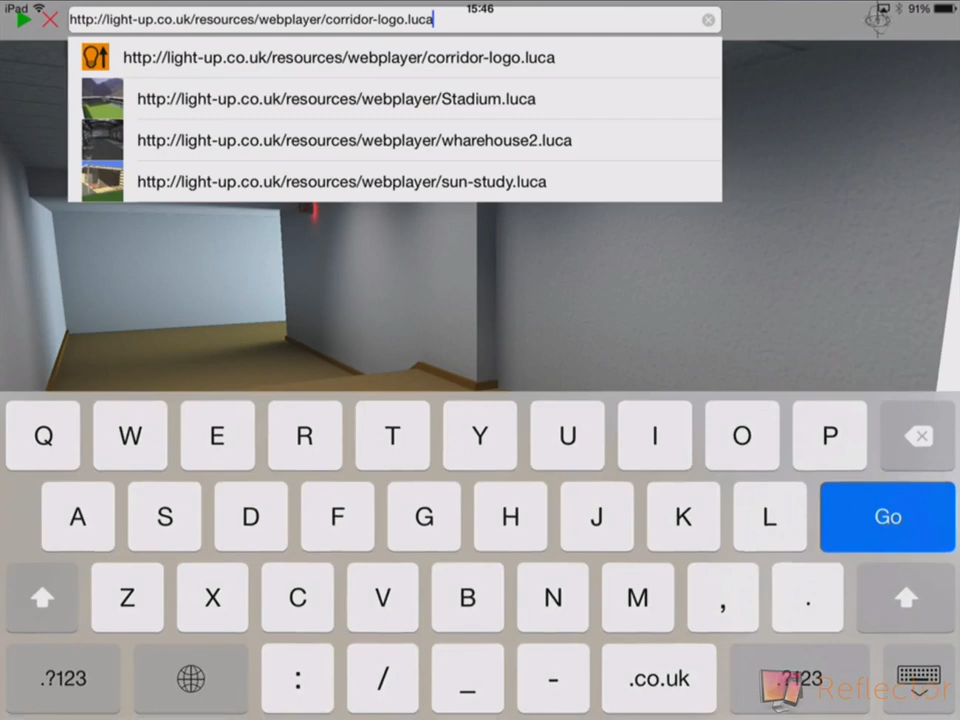 iPad 15:46 91%
http://light-up.co.uk/resources/webplayer/corridor-logo.luca
http://light-up.co.uk/resources/webplayer/corridor-logo.luca
http://light-up.co.uk/resources/webplayer/Stadium.luca
http://light-up.co.uk/resources/webplayer/wharehouse2.luca
http://light-up.co.uk/resources/webplayer/sun-study.luca
Q W E R T Y U I O P
A S D F G H J K L Go
Z X C V B N M , .
.?123 : / _ - .co.uk .?123
Reflector